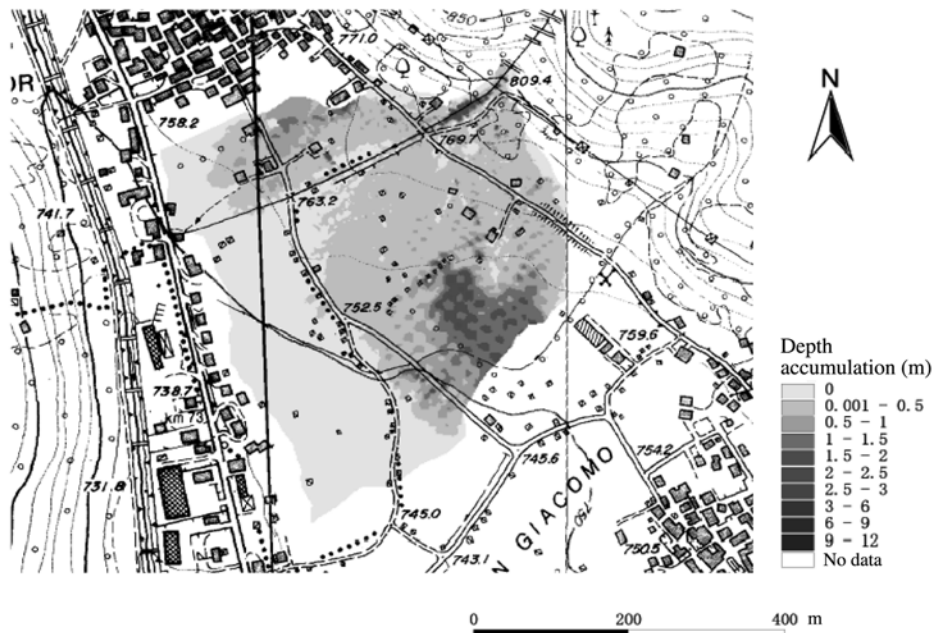 850
771.0
N
OR
809.4
758.2
769.7
741.7
763.2
752.5
759.6
Depth
accumulation (m)
0
0.001 - 0.5
0.5 - 1
1 - 1.5
1.5 - 2
2 - 2.5
2.5 - 3
3 - 6
6 - 9
9 - 12
No data
738.7
km 73
731.8
745.6
754.2
N GIACOMO
760
745.0
743.1
750.5
0 200 400 m